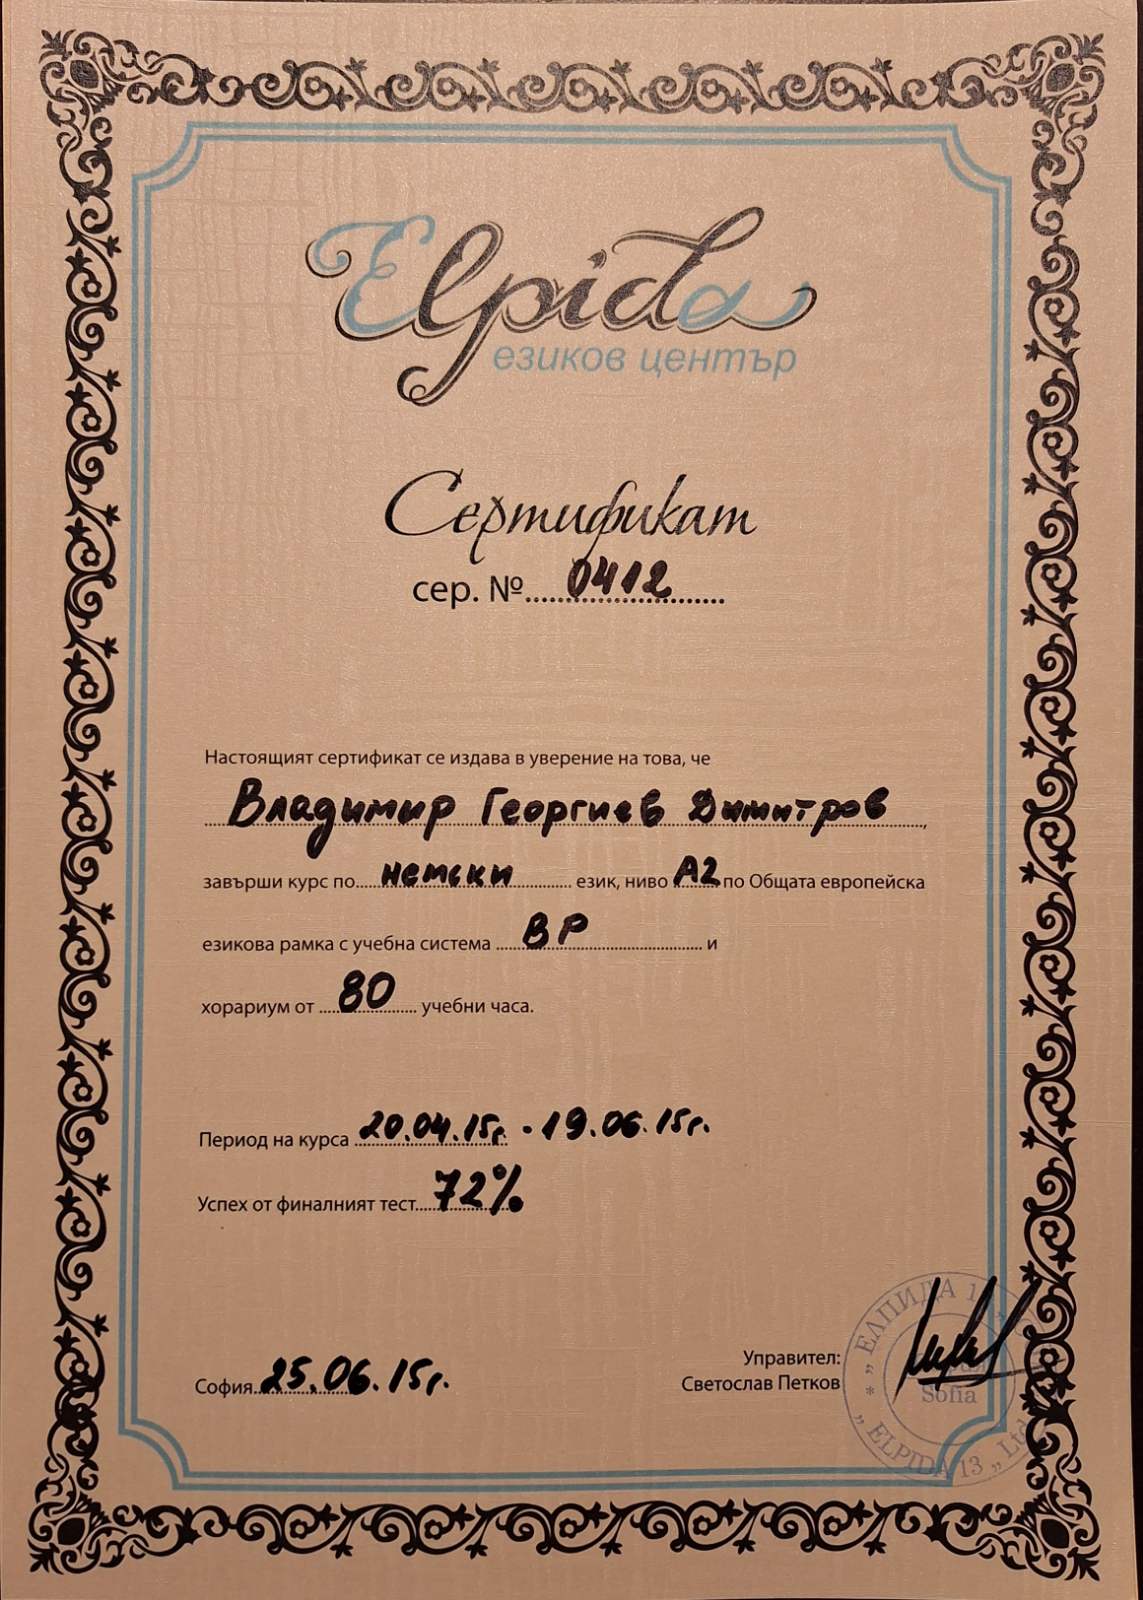 Elpida
езиков център
Сертификат
сер. №.....0412.......
Настоящият сертификат се издава в уверение на това, че
Владимир Георгиев Димитров,
завърши курс по....немски............ език, ниво A2 по Общата европейска
езикова рамка с учебна система .....BP.................... и
хорариум от ....80.... учебни часа.
Период на курса 20.04.15г. - 19.06.15г.
Успех от финалният тест...72%
Управител:
Светослав Петков
София 25.06.15г.
* „ ЕЛПИДА 1
Sofia
„ ELPIDA 13 „ Ltd